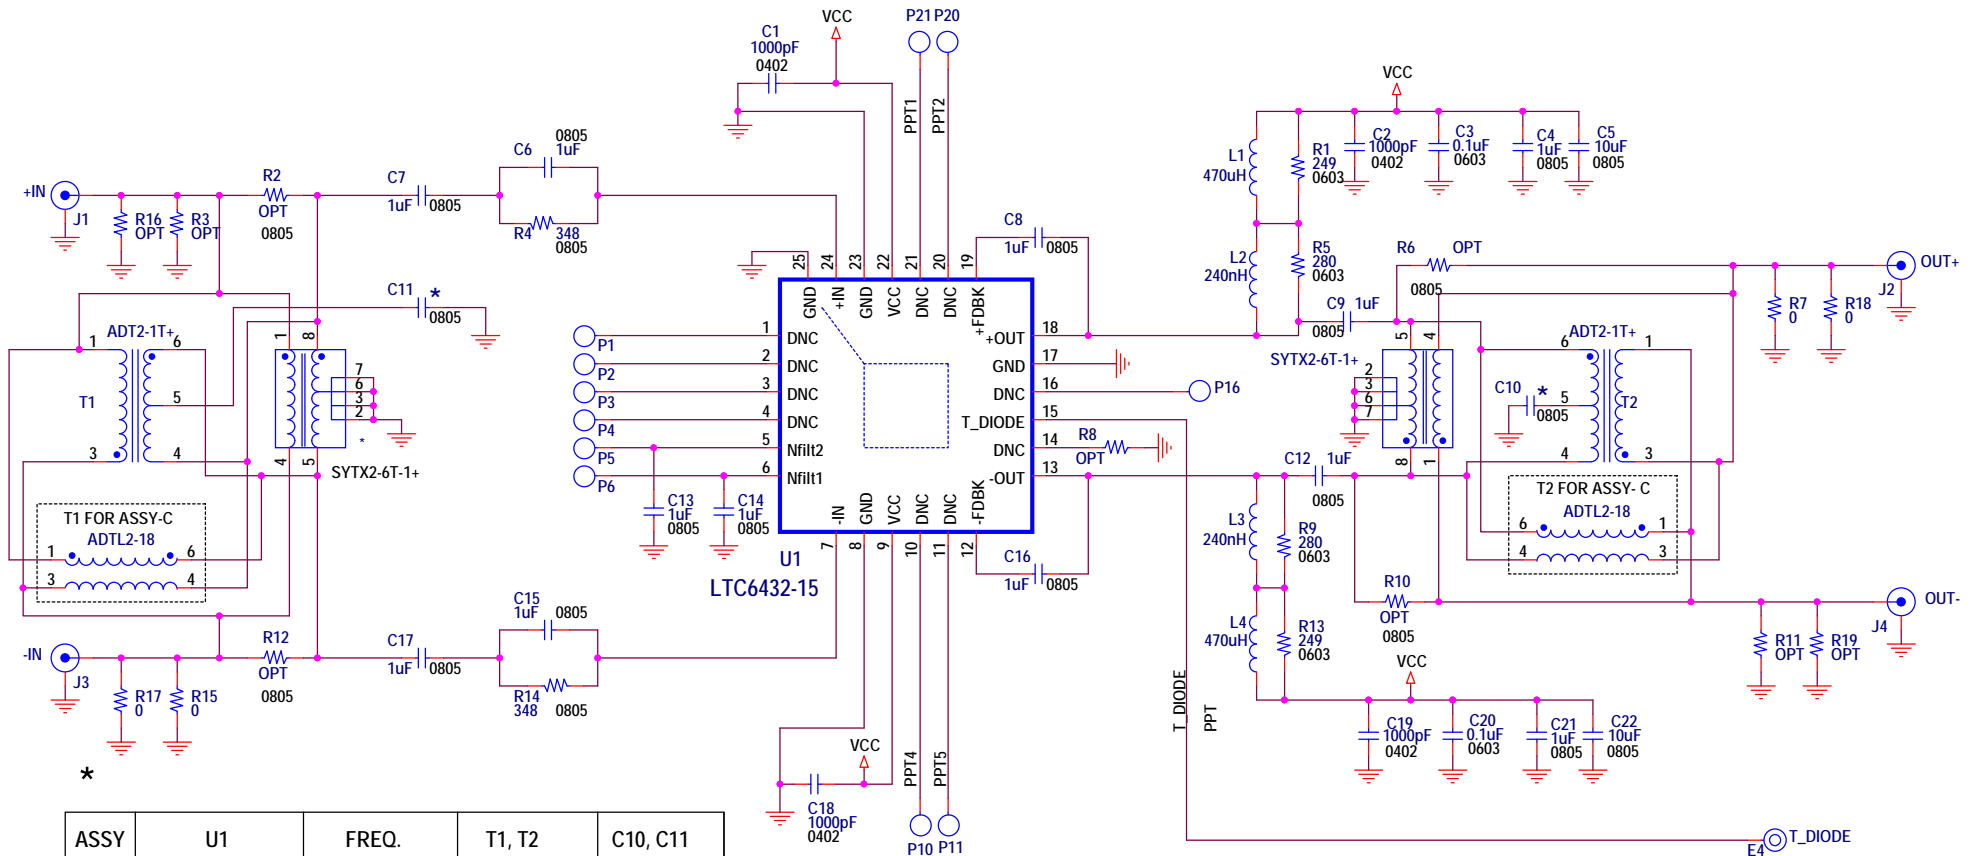 VCC
P21 P20
C1
1000pF
0402
PPT1
PPT2
VCC
0805
C6
1uF
R4
348
0805
C7
1uF
0805
R2
OPT
0805
+IN
J1
R16
OPT
R3
OPT
C11
*
0805
ADT2-1T+
1
6
5
T1
3
4
1
8
7
6
3
2
*
4
5
SYTX2-6T-1+
T1 FOR ASSY-C
ADTL2-18
1
6
3
4
-IN
J3
R12
OPT
0805
R17
0
R15
0
C17
1uF
0805
C15
1uF
0805
R14
348
0805
25
24
23
22
21
20
19
GND
+IN
GND
VCC
DNC
DNC
+FDBK
P1
1
DNC
P2
2
DNC
P3
3
DNC
P4
4
DNC
P5
5
Nfilt2
P6
6
Nfilt1
+OUT
18
GND
17
DNC
16
P16
T_DIODE
15
DNC
14
-OUT
13
-IN
GND
VCC
DNC
DNC
-FDBK
7
8
9
10
11
12
U1
LTC6432-15
C13
1uF
0805
C14
1uF
0805
R8
OPT
C8
1uF
0805
C16
1uF
0805
VCC
L1
470uH
R1
249
0603
C2
1000pF
0402
C3
0.1uF
0603
C4
1uF
0805
C5
10uF
0805
L2
240nH
R5
280
0603
C9
1uF
0805
R6
OPT
0805
5
4
SYTX2-6T-1+
2
3
6
7
8
1
C10
*
0805
ADT2-1T+
6
1
5
T2
4
3
R7
0
R18
0
OUT+
J2
C12
1uF
0805
L3
240nH
R9
280
0603
L4
470uH
R13
249
0603
R10
OPT
0805
T2 FOR ASSY- C
ADTL2-18
6
1
4
3
OUT-
J4
R11
OPT
R19
OPT
VCC
C19
1000pF
0402
C20
0.1uF
0603
C21
1uF
0805
C22
10uF
0805
T_DIODE
PPT
VCC
C18
1000pF
0402
PPT4
PPT5
P10 P11
E4
T_DIODE
*
ASSY
U1
FREQ.
T1, T2
C10, C11